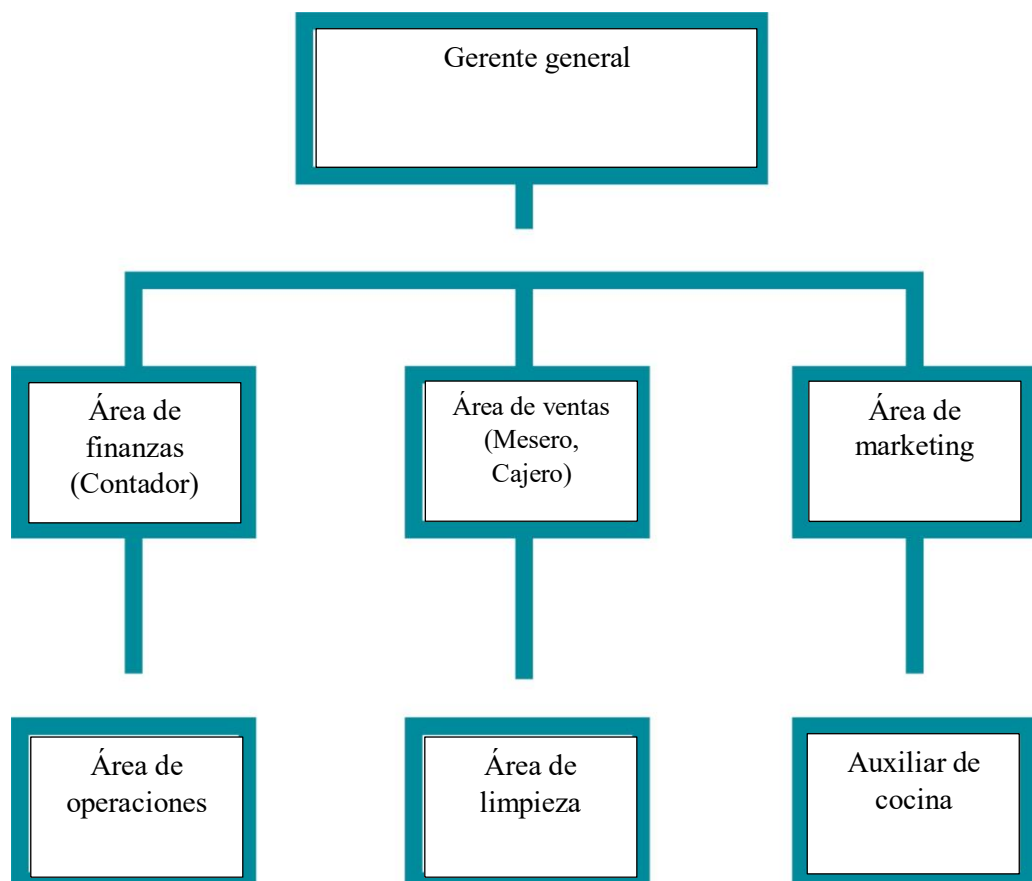 Gerente general
Área de
finanzas
(Contador)
Área de ventas
(Mesero,
Cajero)
Área de
marketing
Área de
operaciones
Área de
limpieza
Auxiliar de
cocina